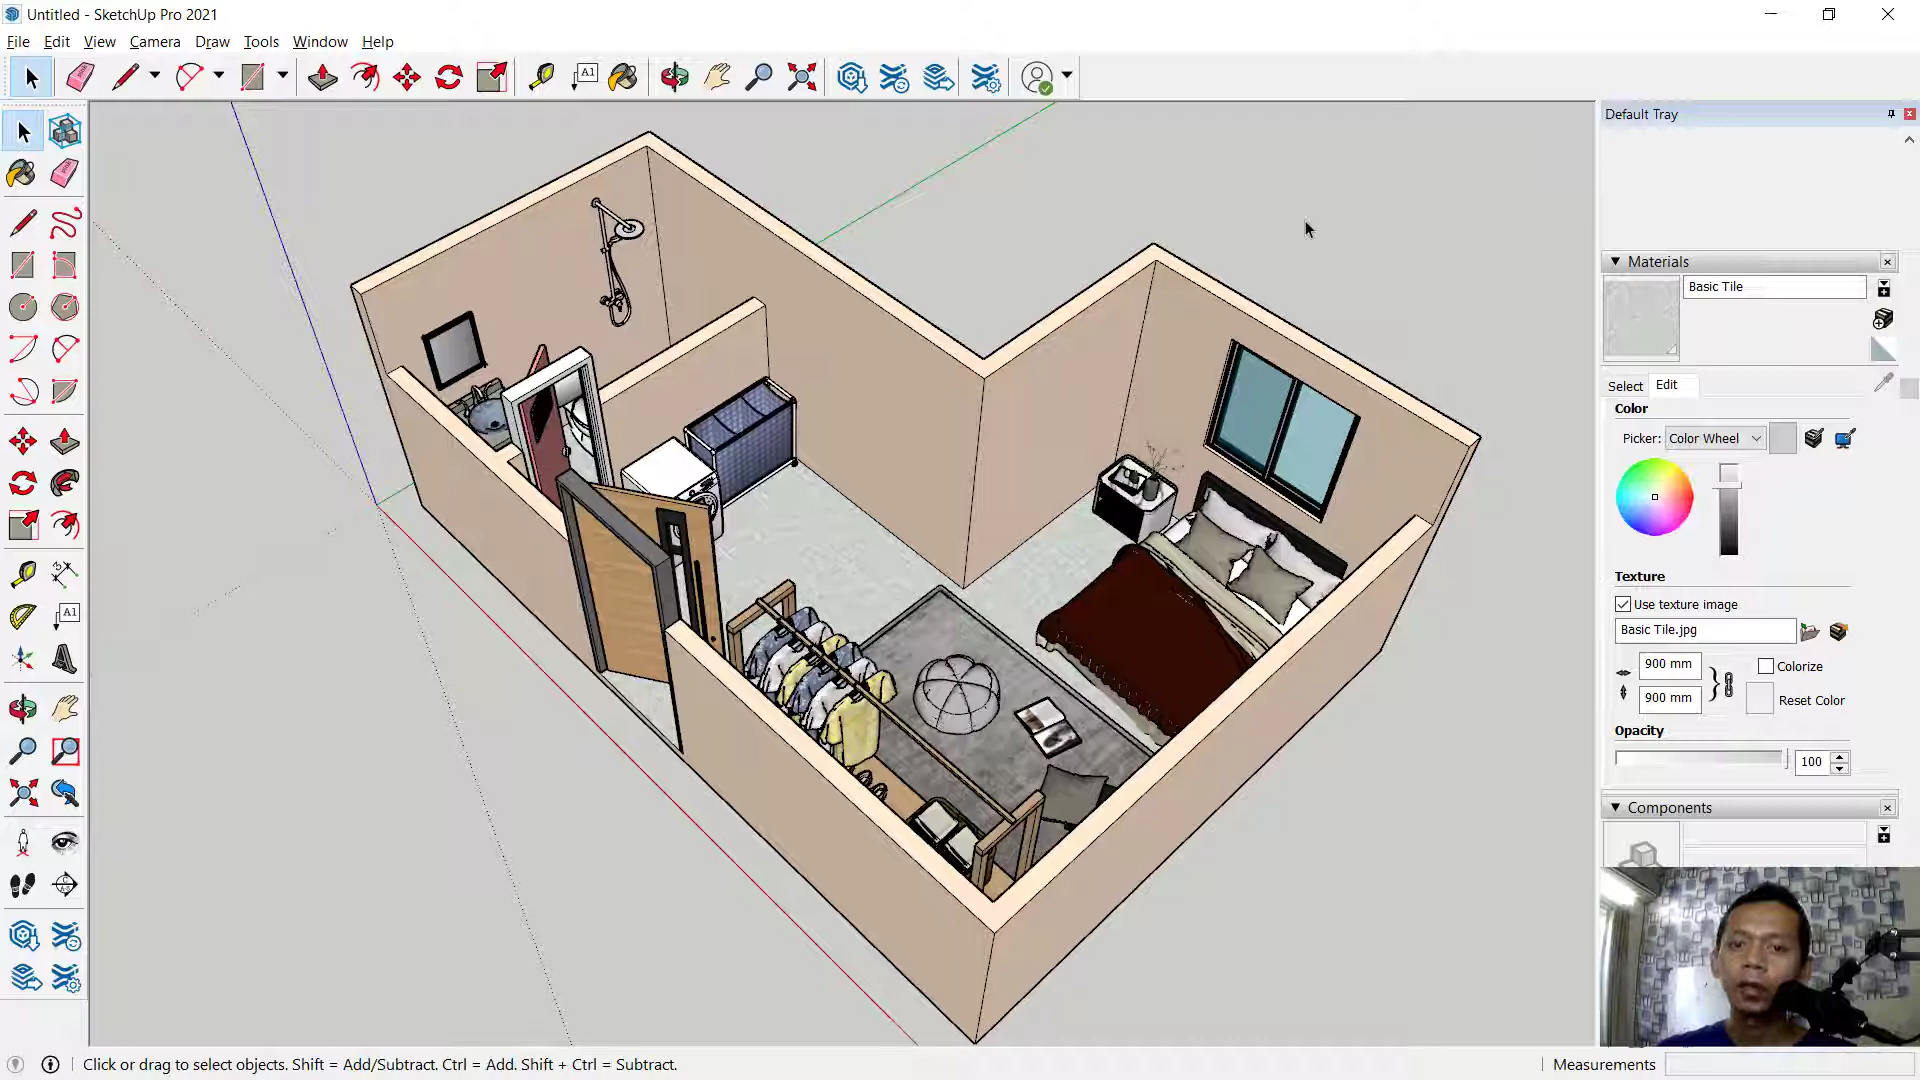 Untitled - SketchUp Pro 2021
File Edit View Camera Draw Tools Window Help
A1
Default Tray
Materials
Basic Tile
Select Edit
Color
Picker: Color Wheel
Texture
Use texture image
Basic Tile.jpg
900 mm
Colorize
900 mm
Reset Color
Opacity
100
Components
A1
Click or drag to select objects. Shift = Add/Subtract. Ctrl = Add. Shift + Ctrl = Subtract.
Measurements